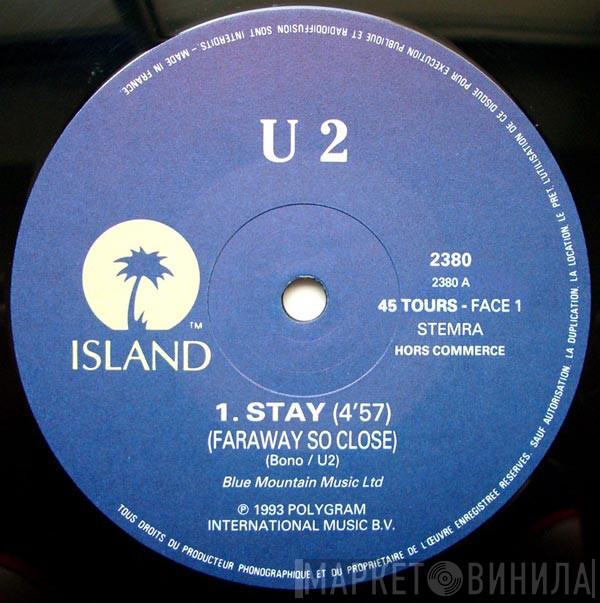 U 2
ISLAND
TM
2380
2380 A
45 TOURS - FACE 1
STEMRA
HORS COMMERCE
1. STAY (4'57)
(FARAWAY SO CLOSE)
(Bono / U2)
Blue Mountain Music Ltd
℗ 1993 POLYGRAM
INTERNATIONAL MUSIC B.V.
TOUS DROITS DU PRODUCTEUR PHONOGRAPHIQUE ET DU PROPRIETAIRE DE L'ŒUVRE ENREGISTREE RESERVES. SAUF AUTORISATION, LA DUPLICATION, LA LOCATION, LE PRET, L'UTILISATION DE CE DISQUE POUR EXECUTION PUBLIQUE ET RADIODIFFUSION SONT INTERDITS - MADE IN FRANCE.
МАРКЕТ ВИНИЛА